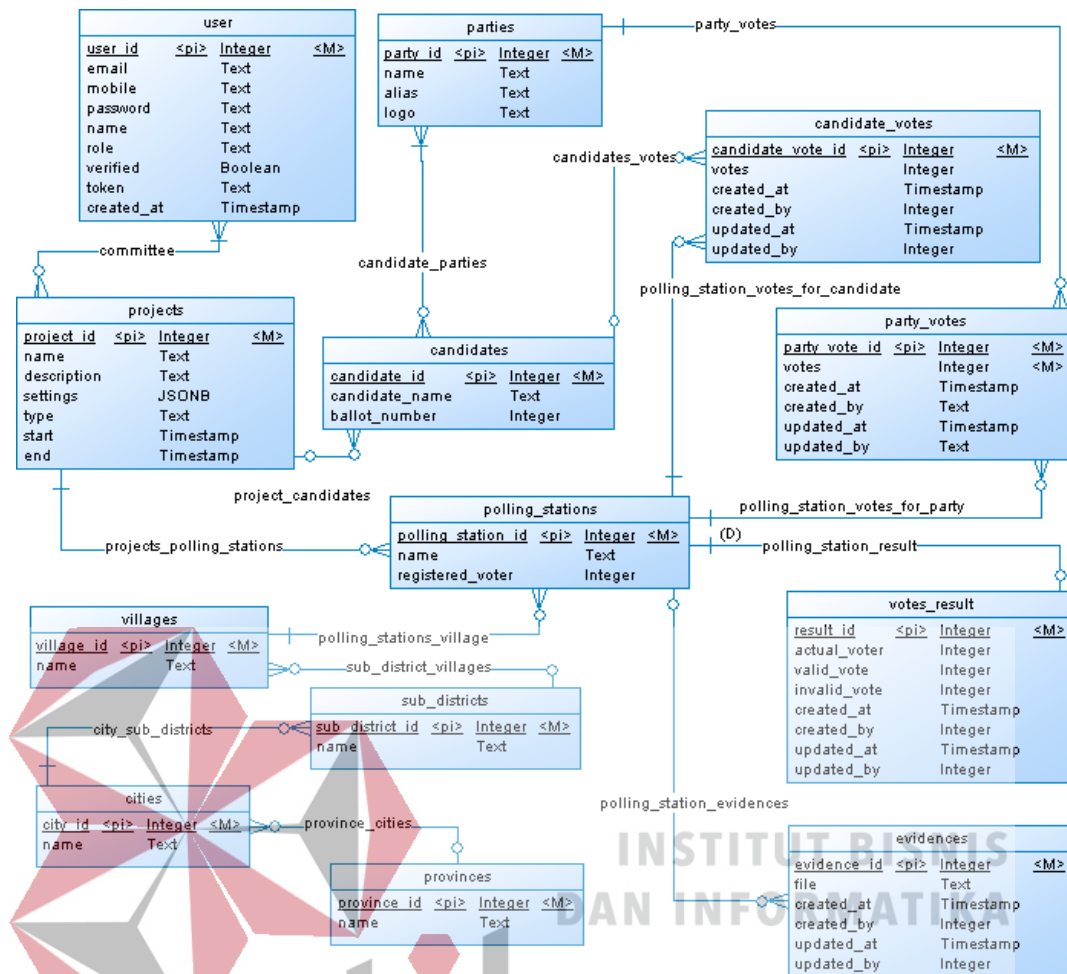 user
user_id <pi> Integer <M>
email Text
mobile Text
password Text
name Text
role Text
verified Boolean
token Text
created_at Timestamp
parties
party_id <pi> Integer <M>
name Text
alias Text
logo Text
party_votes
candidate_votes
candidate_vote_id <pi> Integer <M>
votes Integer
created_at Timestamp
created_by Integer
updated_at Timestamp
updated_by Integer
candidates_votes
committee
candidate_parties
polling_station_votes_for_candidate
projects
project_id <pi> Integer <M>
name Text
description Text
settings JSONB
type Text
start Timestamp
end Timestamp
candidates
candidate_id <pi> Integer <M>
candidate_name Text
ballot_number Integer
party_votes
party_vote_id <pi> Integer <M>
votes Integer <M>
created_at Timestamp
created_by Text
updated_at Timestamp
updated_by Text
project_candidates
projects_polling_stations
polling_stations
polling_station_id <pi> Integer <M>
name Text
registered_voter Integer
polling_station_votes_for_party
(D)
polling_station_result
votes_result
result_id <pi> Integer <M>
actual_voter Integer
valid_vote Integer
invalid_vote Integer
created_at Timestamp
created_by Integer
updated_at Timestamp
updated_by Integer
villages
village_id <pi> Integer <M>
name Text
polling_stations_village
sub_district_villages
sub_districts
sub_district_id <pi> Integer <M>
name Text
city_sub_districts
cities
city_id <pi> Integer <M>
name Text
province_cities
provinces
province_id <pi> Integer <M>
name Text
polling_station_evidences
evidences
evidence_id <pi> Integer <M>
file Text
created_at Timestamp
created_by Integer
updated_at Timestamp
updated_by Integer
INSTITUT BISNIS
DAN INFORMATIKA